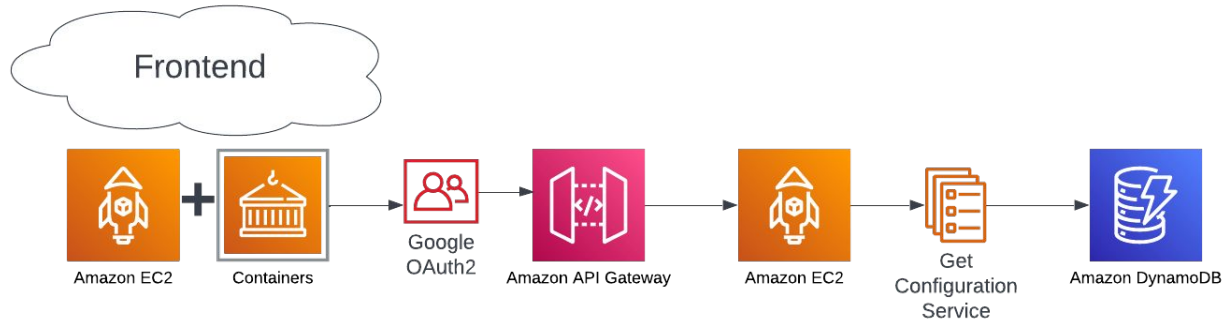 Frontend
Amazon EC2
Containers
Google
OAuth2
Amazon API Gateway
Amazon EC2
Get
Configuration
Service
Amazon DynamoDB